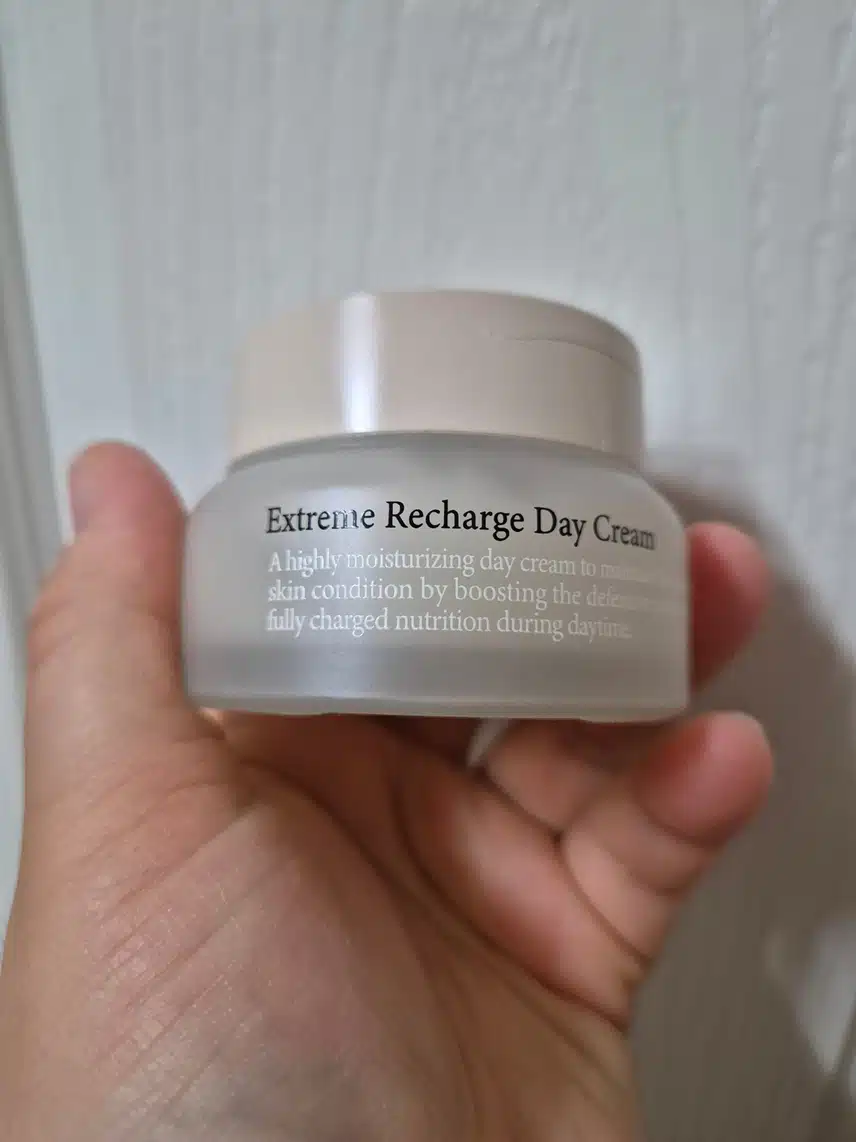 Extreme Recharge Day Cream
A highly moisturizing day cream to
skin condition by boosting the
fully charged nutrition during daytime.